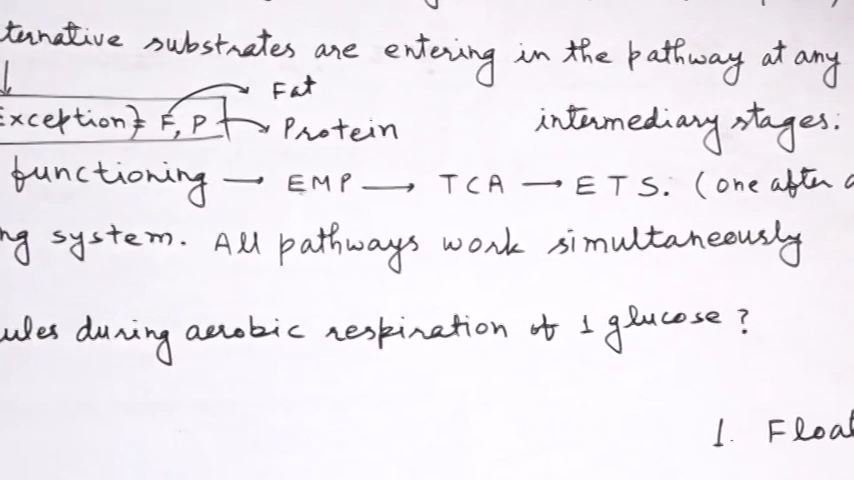 ternative substrates are entering in the pathway at any
Fat
Exception} F, P Protein intermediary stages.
functioning → EMP → TCA → ETS. (one after
ng system. All pathways work simultaneously
ules during aerobic respiration of 1 glucose?
1. Float